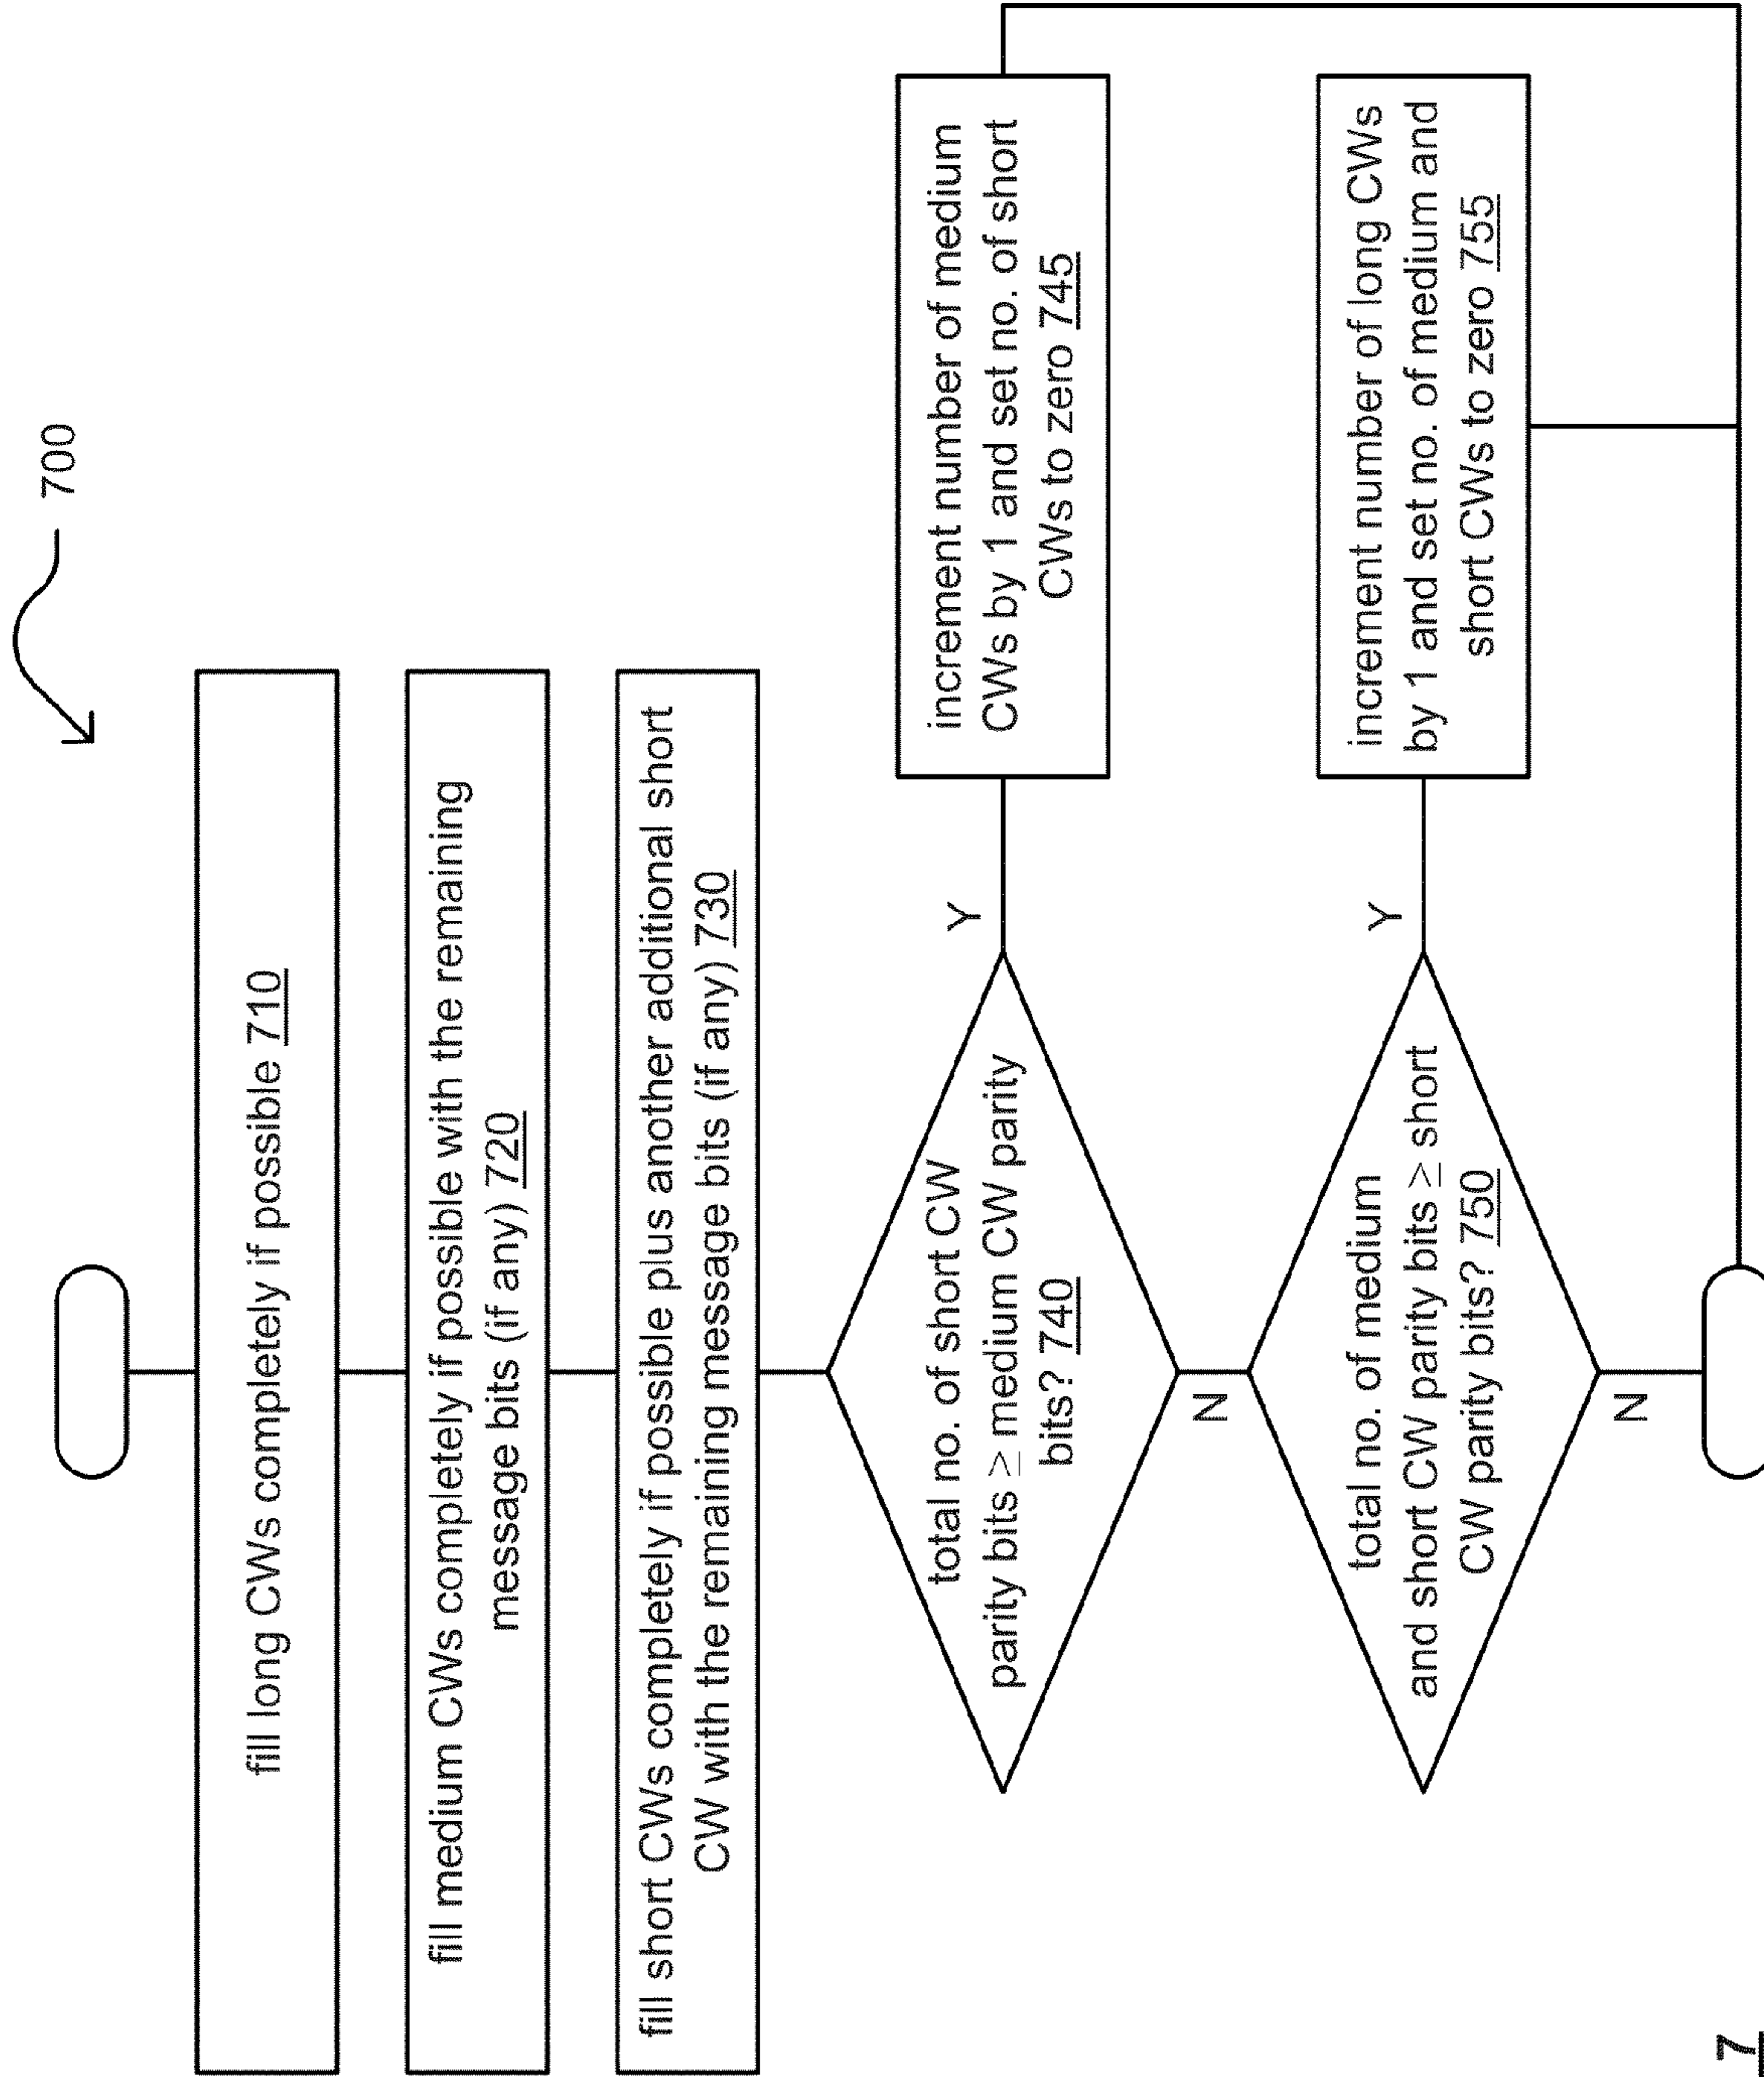 700
fill long CWs completely if possible 710
fill medium CWs completely if possible with the remaining
message bits (if any) 720
fill short CWs completely if possible plus another additional short
CW with the remaining message bits (if any) 730
total no. of short CW
parity bits ≥ medium CW parity
bits? 740
Y
increment number of medium
CWs by 1 and set no. of short
CWs to zero 745
N
total no. of medium
and short CW parity bits ≥ short
CW parity bits? 750
Y
increment number of long CWs
by 1 and set no. of medium and
short CWs to zero 755
N
7